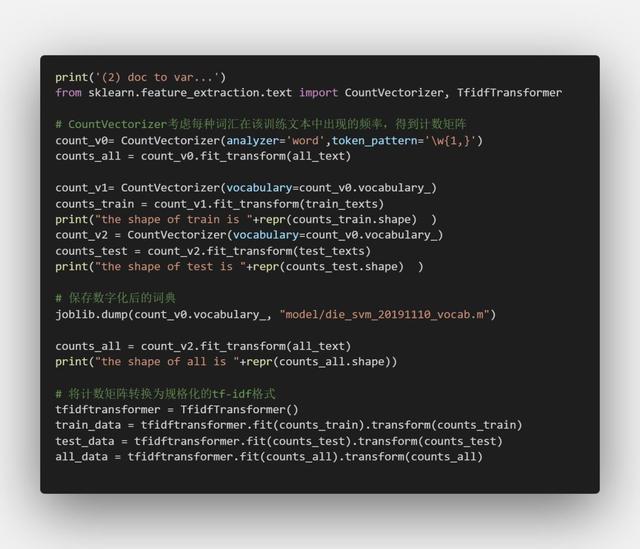 print('(2) doc to var...')
from sklearn.feature_extraction.text import CountVectorizer, TfidfTransformer
# CountVectorizer考虑每种词汇在该训练文本中出现的频率，得到计数矩阵
count_v0= CountVectorizer(analyzer='word',token_pattern='\w{1,}')
counts_all = count_v0.fit_transform(all_text)
count_v1= CountVectorizer(vocabulary=count_v0.vocabulary_)
counts_train = count_v1.fit_transform(train_texts)
print("the shape of train is "+repr(counts_train.shape)  )
count_v2 = CountVectorizer(vocabulary=count_v0.vocabulary_)
counts_test = count_v2.fit_transform(test_texts)
print("the shape of test is "+repr(counts_test.shape)  )
# 保存数字化后的词典
joblib.dump(count_v0.vocabulary_, "model/die_svm_20191110_vocab.m")
counts_all = count_v2.fit_transform(all_text)
print("the shape of all is "+repr(counts_all.shape))
# 将计数矩阵转换为规格化的tf-idf格式
tfidftransformer = TfidfTransformer()
train_data = tfidftransformer.fit(counts_train).transform(counts_train)
test_data = tfidftransformer.fit(counts_test).transform(counts_test)
all_data = tfidftransformer.fit(counts_all).transform(counts_all)